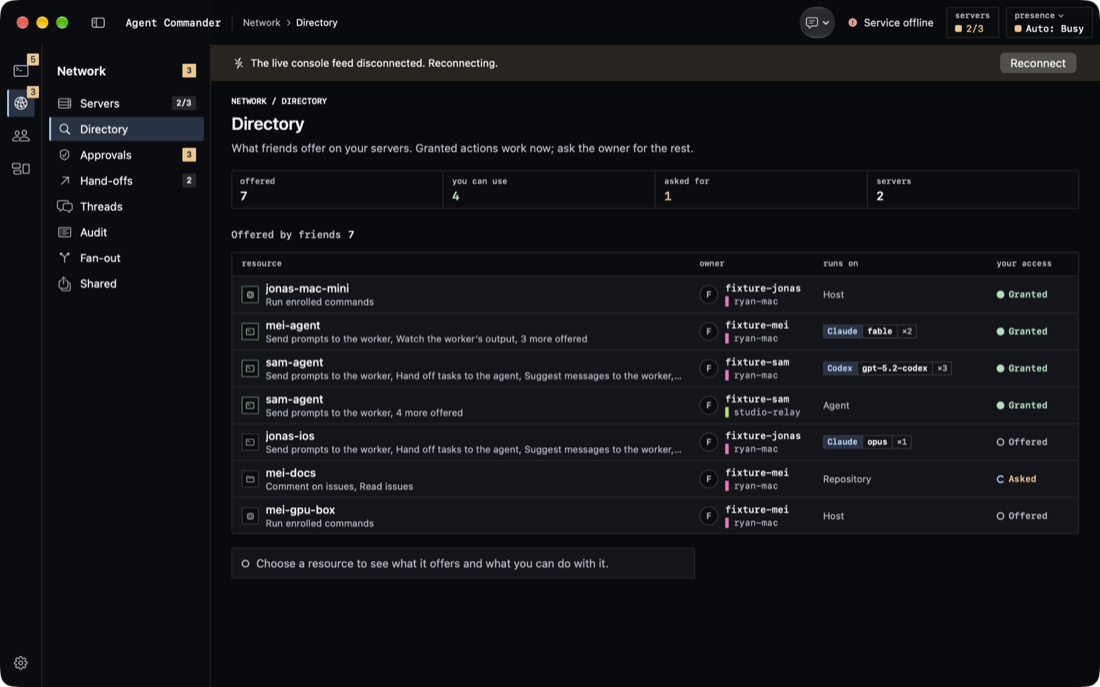 Agent Commander
Network > Directory
Service offline
servers
2/3
presence
Auto: Busy
5
3
Network 3
Servers 2/3
Directory
Approvals 3
Hand-offs 2
Threads
Audit
Fan-out
Shared
The live console feed disconnected. Reconnecting.
Reconnect
NETWORK / DIRECTORY
Directory
What friends offer on your servers. Granted actions work now; ask the owner for the rest.
offered
7
you can use
4
asked for
1
servers
2
Offered by friends 7
resource owner runs on your access
jonas-mac-mini
Run enrolled commands
F
fixture-jonas
ryan-mac
Host
Granted
mei-agent
Send prompts to the worker, Watch the worker's output, 3 more offered
F
fixture-mei
ryan-mac
Claude fable ×2
Granted
sam-agent
Send prompts to the worker, Hand off tasks to the agent, Suggest messages to the worker,...
F
fixture-sam
ryan-mac
Codex gpt-5.2-codex ×3
Granted
sam-agent
Send prompts to the worker, 4 more offered
F
fixture-sam
studio-relay
Agent
Granted
jonas-ios
Send prompts to the worker, Hand off tasks to the agent, Suggest messages to the worker,...
F
fixture-jonas
ryan-mac
Claude opus ×1
Offered
mei-docs
Comment on issues, Read issues
F
fixture-mei
ryan-mac
Repository
Asked
mei-gpu-box
Run enrolled commands
F
fixture-mei
ryan-mac
Host
Offered
Choose a resource to see what it offers and what you can do with it.